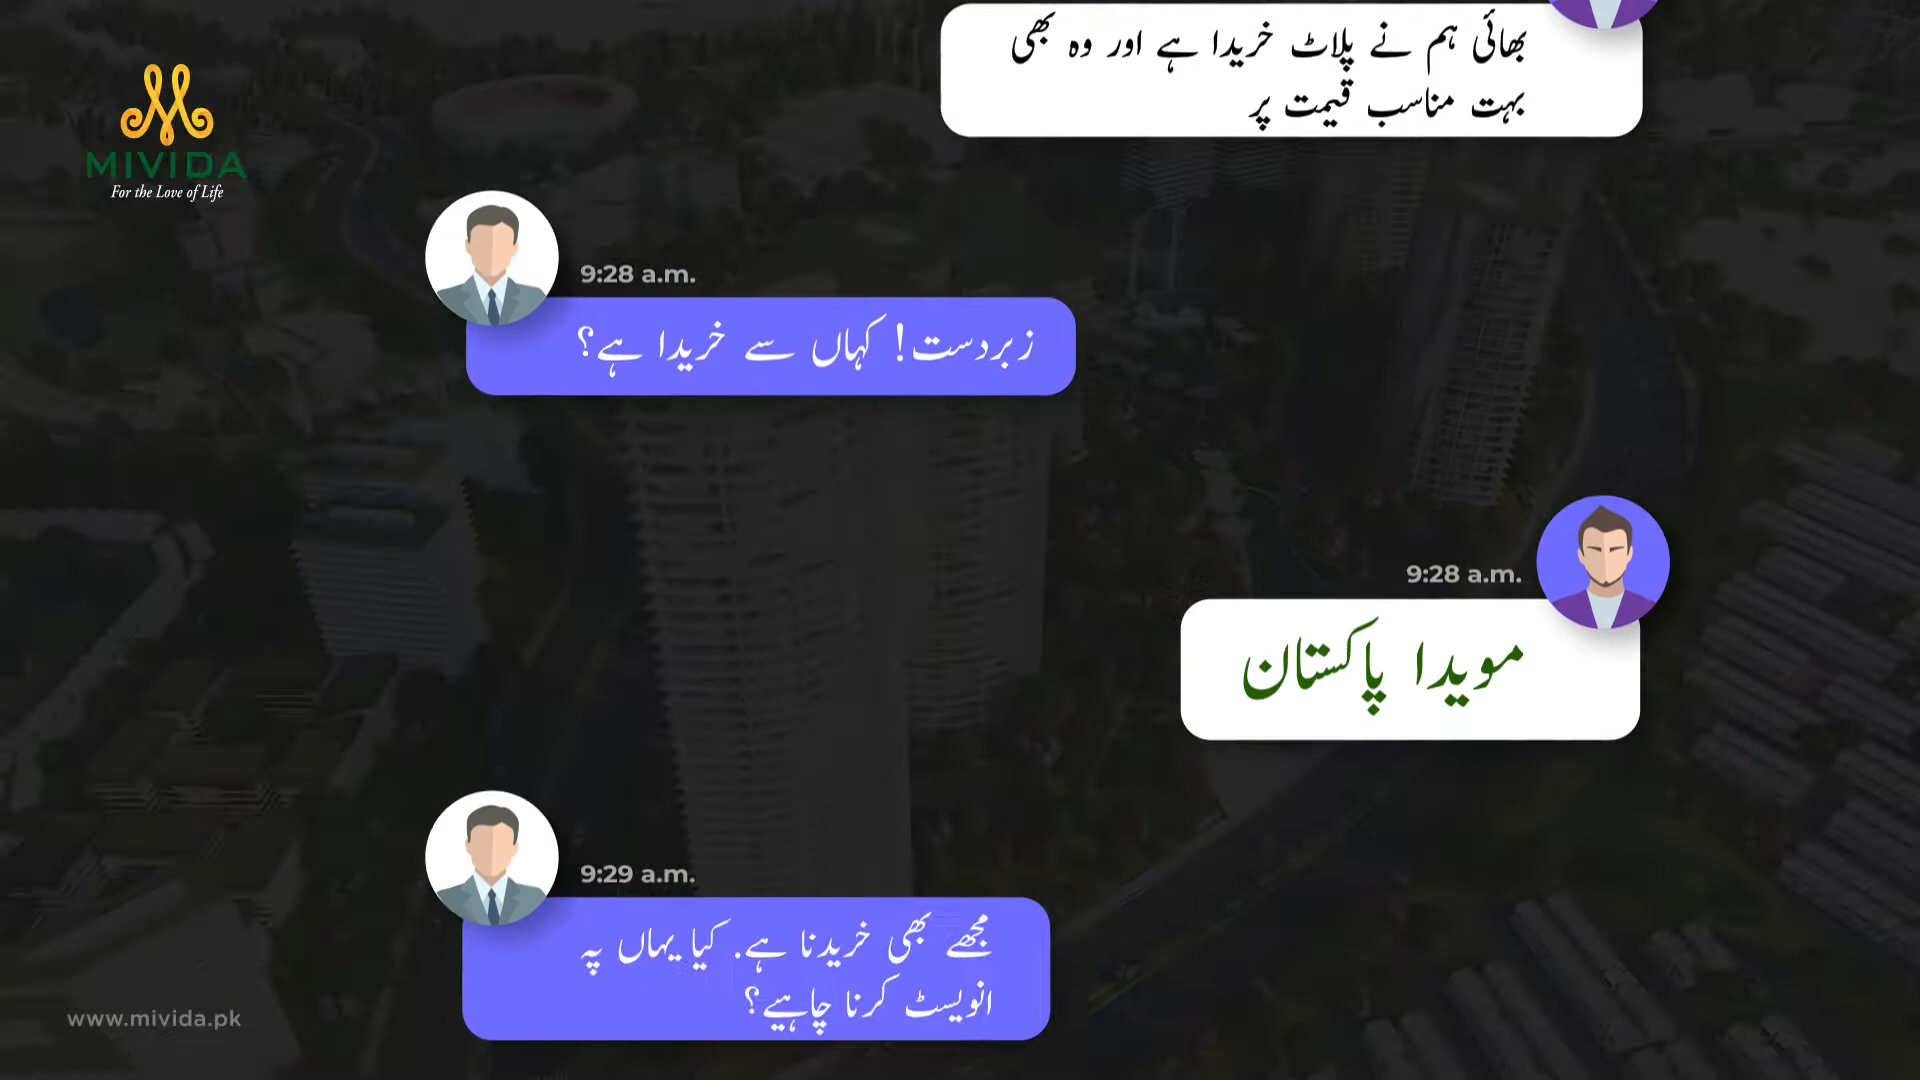 بھائی ہم نے پلاٹ خریدا ہے اور وہ بھی
بہت مناسب قیمت پر
MIVIDA
For the Love of Life
9:28 a.m.
زبردست! کہاں سے خریدا ہے؟
9:28 a.m.
مویدا پاکستان
9:29 a.m.
مجھے بھی خریدنا ہے. کیا یہاں پہ
انویسٹ کرنا چاہیے؟
www.mivida.pk